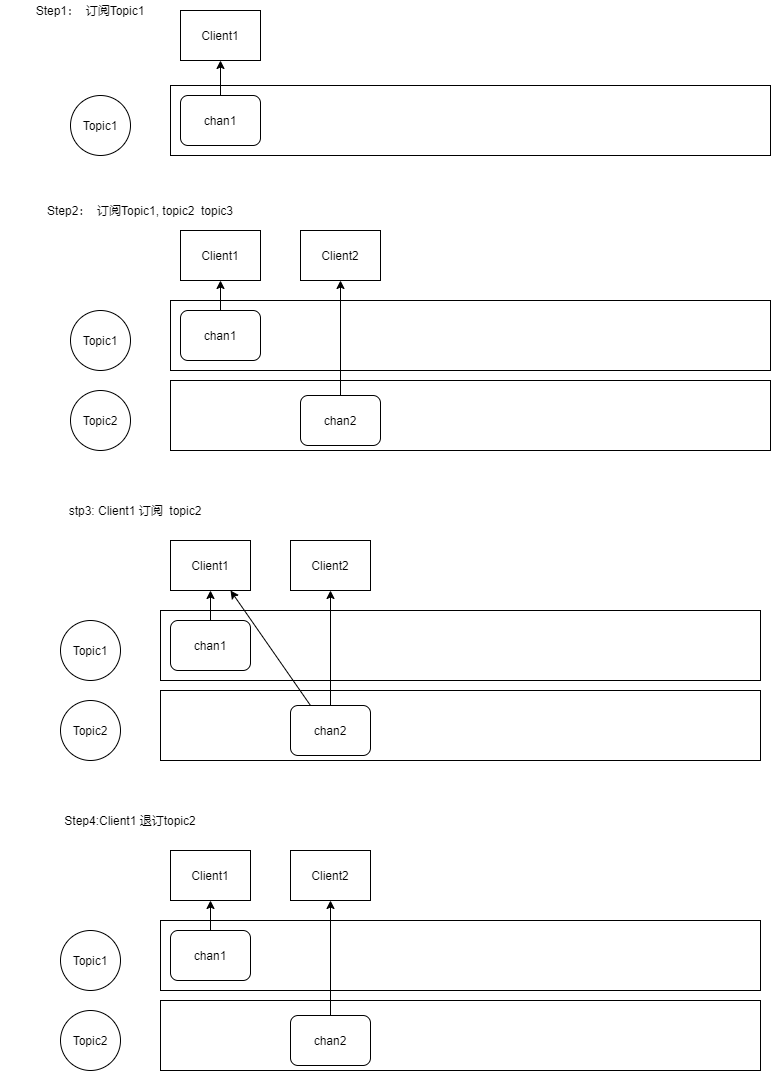 Step1： 订阅Topic1
Client1
chan1
Topic1
Step2： 订阅Topic1, topic2 topic3
Client1
Client2
chan1
Topic1
chan2
Topic2
stp3: Client1 订阅 topic2
Client1
Client2
chan1
Topic1
chan2
Topic2
Step4:Client1 退订topic2
Client1
Client2
chan1
Topic1
chan2
Topic2